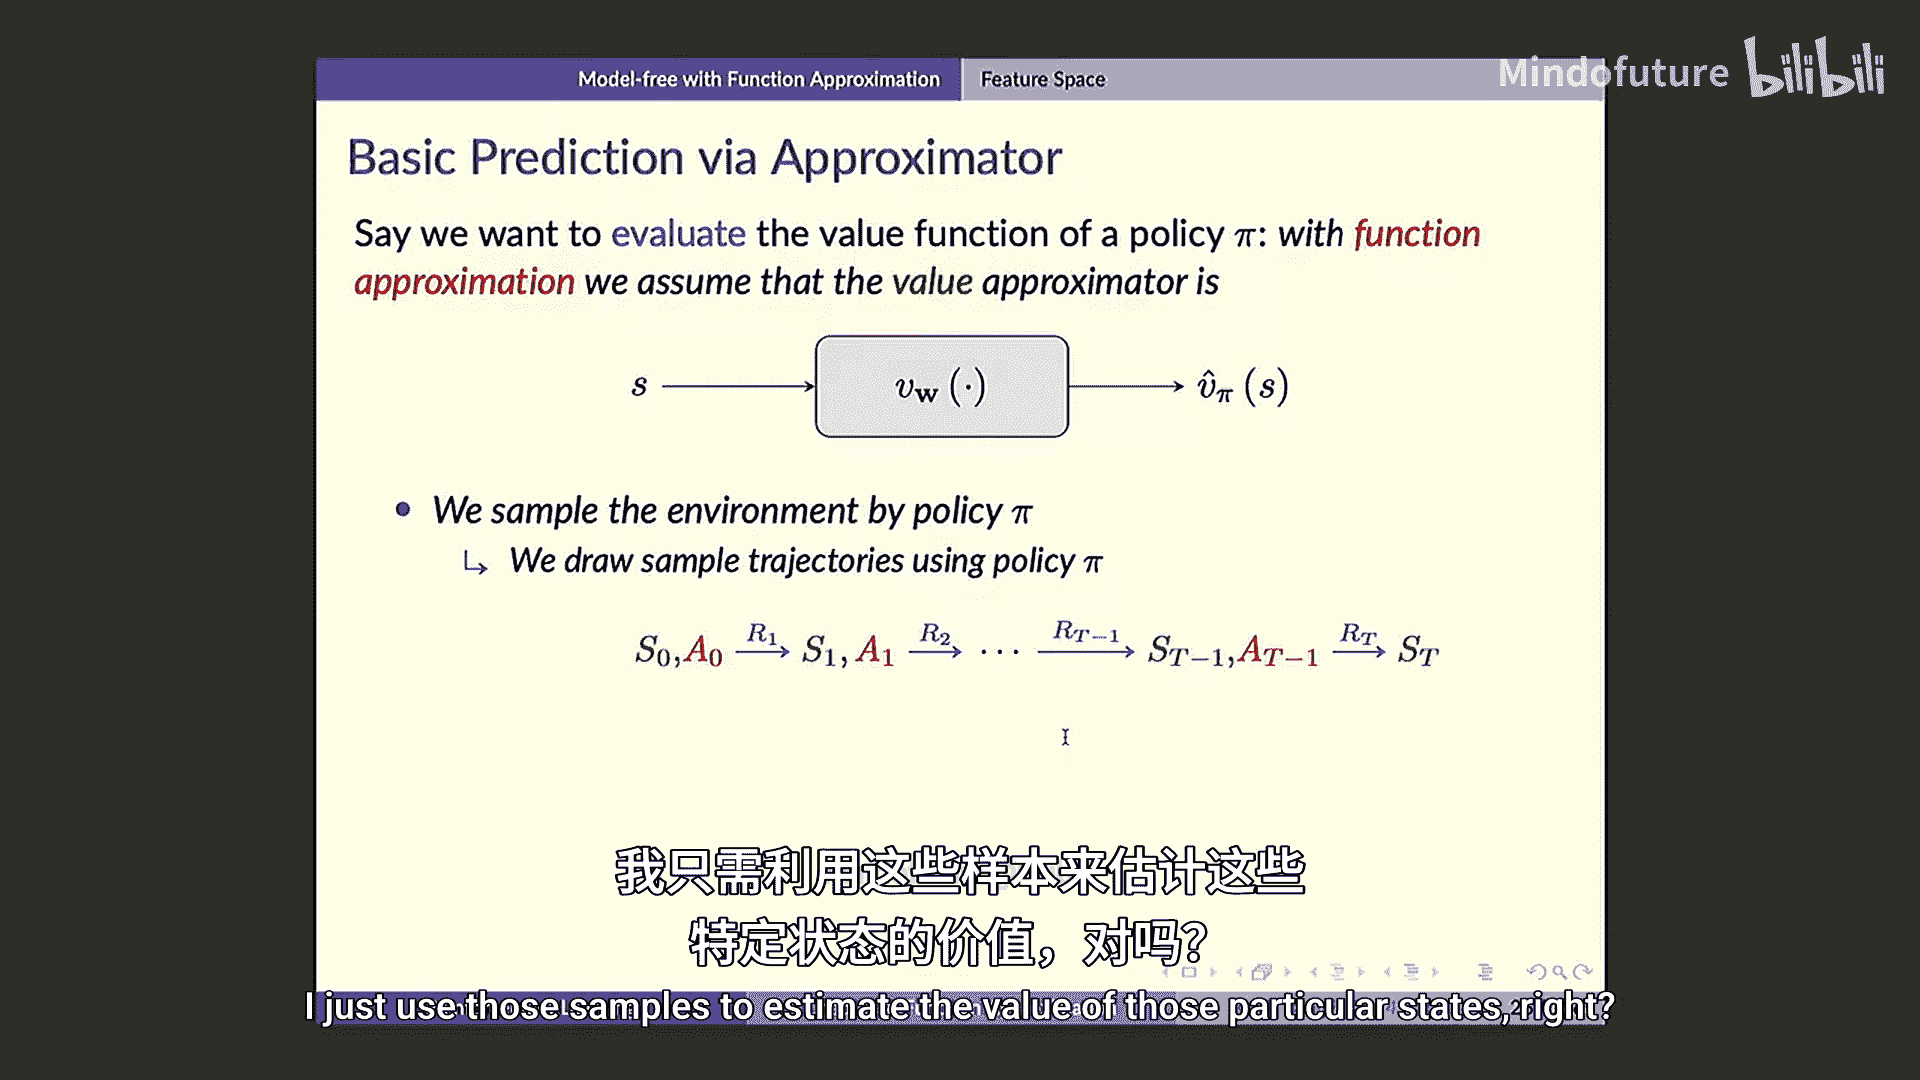 Model-free with Function Approximation
Feature Space
Mindofuture bilibili
Basic Prediction via Approximator
Say we want to evaluate the value function of a policy π: with function
approximation we assume that the value approximator is
s
v_w (·)
v̂_π (s)
• We sample the environment by policy π
↳ We draw sample trajectories using policy π
S_0, A_0 —R_1→ S_1, A_1 —R_2→ ··· —R_{T−1}→ S_{T−1}, A_{T−1} —R_T→ S_T
我只需利用这些样本来估计这些
特定状态的价值，对吗？
I just use those samples to estimate the value of those particular states, right?